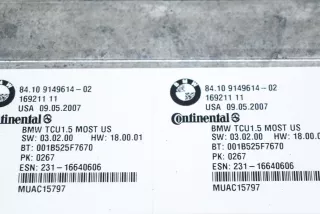 84.10 9149614-02
169211 11
USA 09.05.2007
Continental
BMW TCU1.5 MOST US
SW: 03.02.00 HW: 18.00.01
BT: 001B525F7670
PK: 0267
ESN: 231-16640606
MUAC15797
84.10 9149614-02
169211 11
USA 09.05.2007
Continental
BMW TCU1.5 MOST US
SW: 03.02.00 HW: 18.00
BT: 001B525F7670
PK: 0267
ESN: 231-16640606
MUAC15797